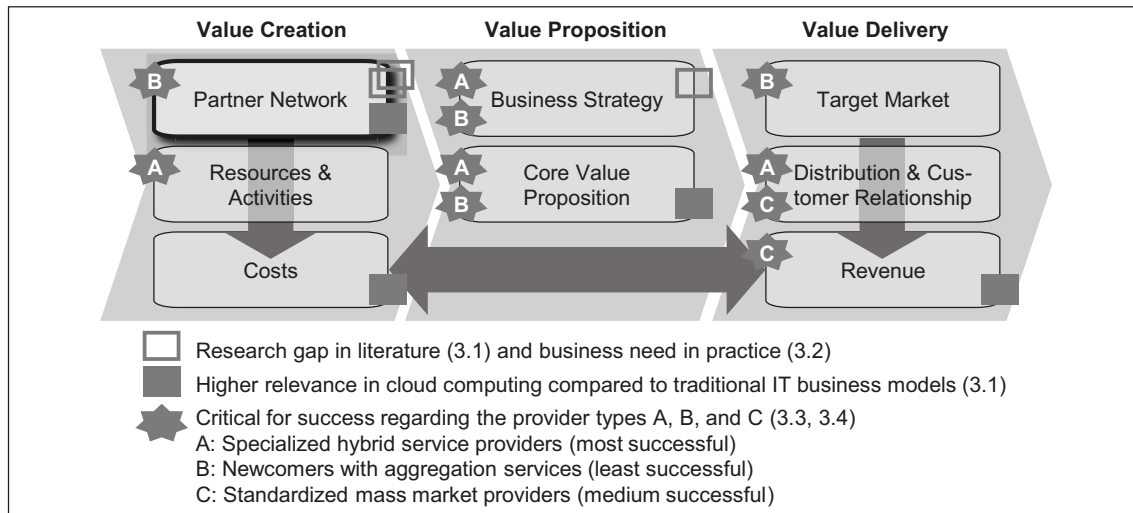 Value Creation
Value Proposition
Value Delivery
B
Partner Network
A
Business Strategy
B
B
Target Market
A
Resources &
Activities
A
Core Value
Proposition
B
A
Distribution & Cus-
tomer Relationship
C
Costs
C
Revenue
Research gap in literature (3.1) and business need in practice (3.2)
Higher relevance in cloud computing compared to traditional IT business models (3.1)
Critical for success regarding the provider types A, B, and C (3.3, 3.4)
A: Specialized hybrid service providers (most successful)
B: Newcomers with aggregation services (least successful)
C: Standardized mass market providers (medium successful)